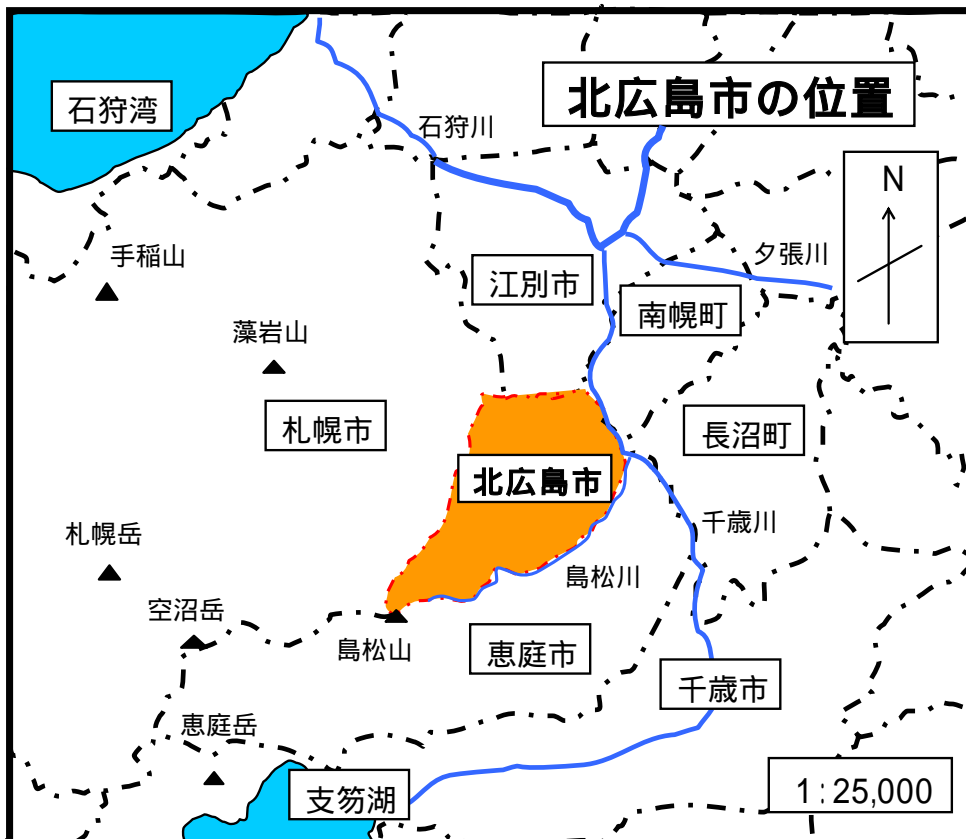 北広島市の位置
石狩湾
石狩川
N
手稲山
夕張川
江別市
南幌町
藻岩山
札幌市
長沼町
北広島市
千歳川
札幌岳
島松川
空沼岳
島松山
恵庭市
千歳市
恵庭岳
支笏湖
1:25,000